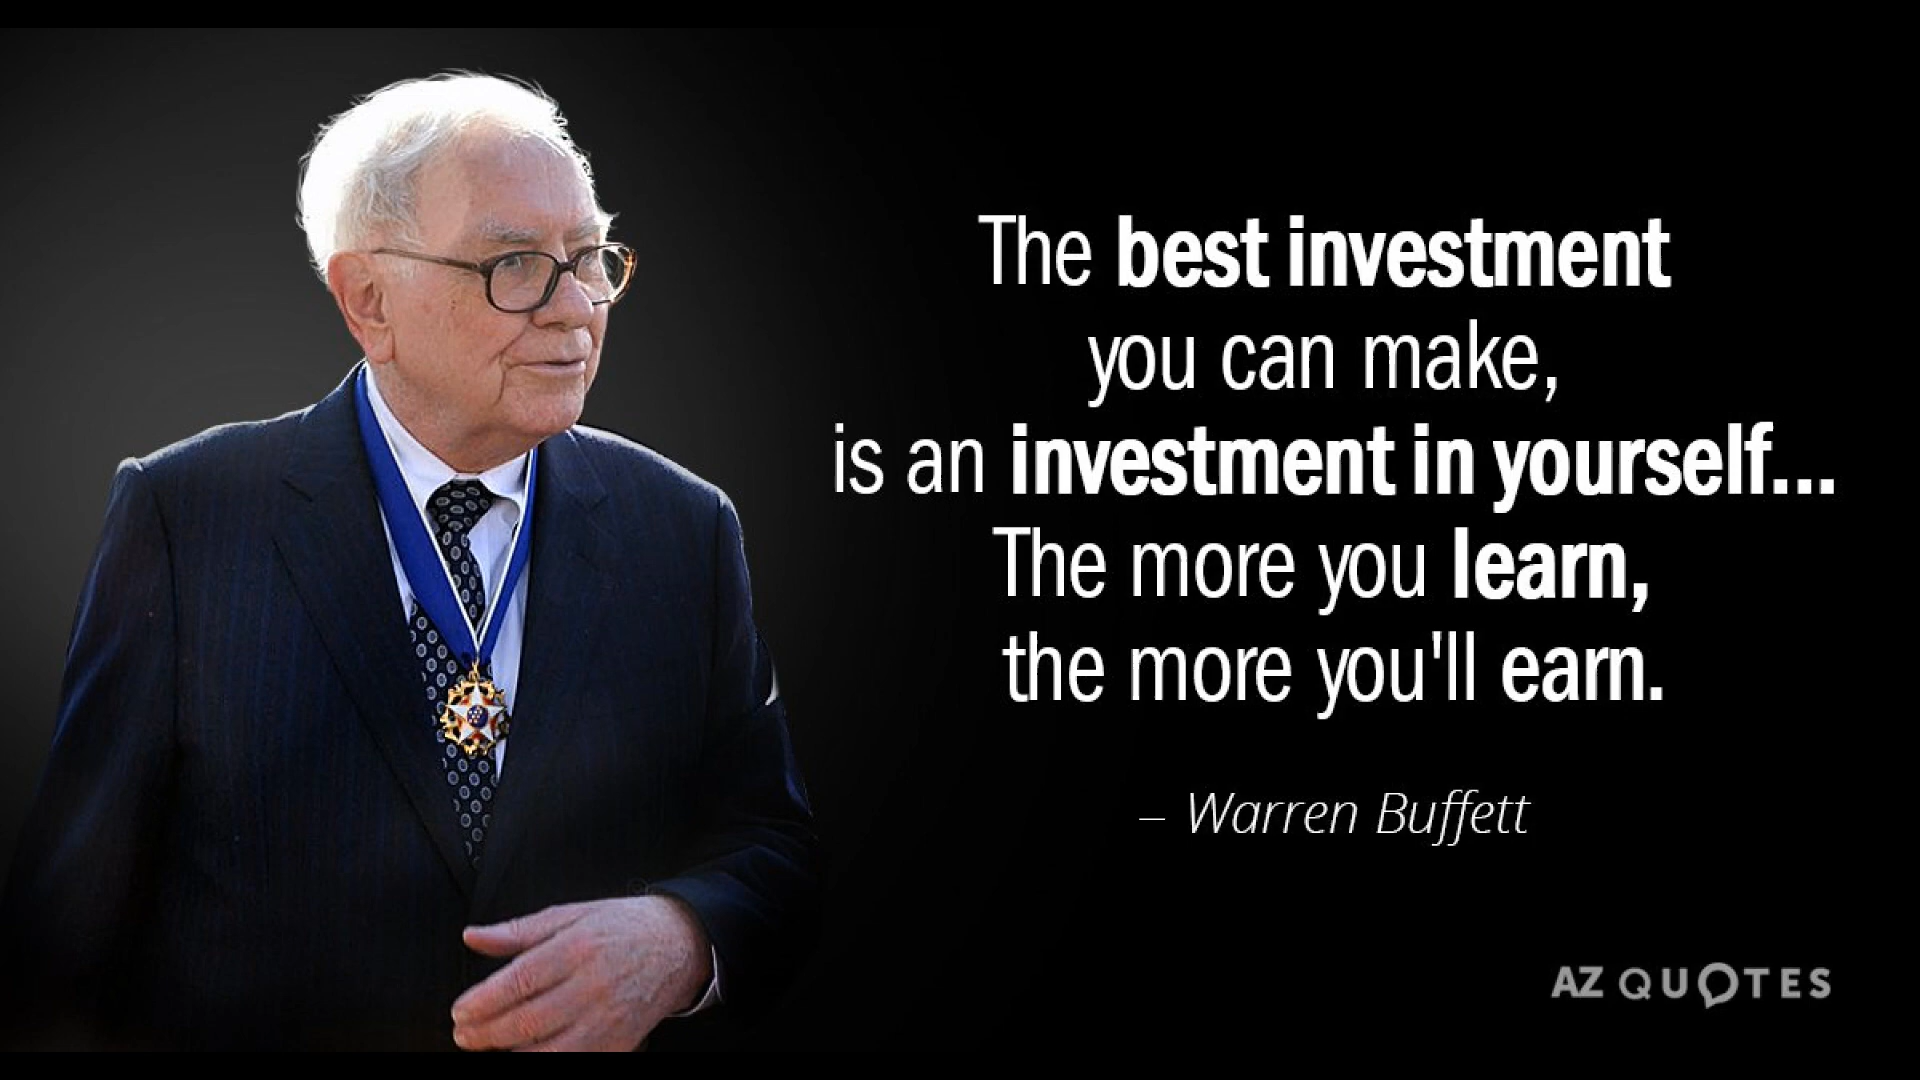 The best investment
you can make,
is an investment in yourself...
The more you learn,
the more you'll earn.
– Warren Buffett
AZ QUOTES